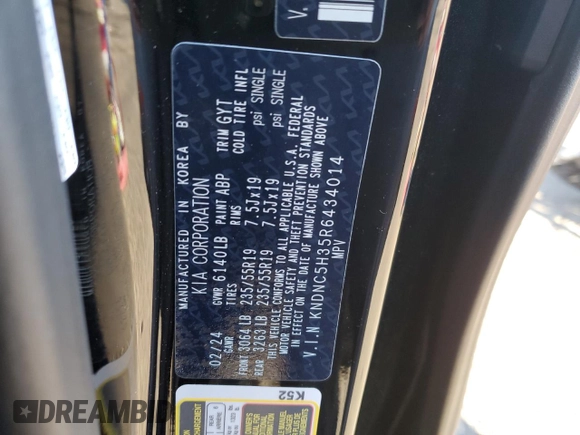 MANUFACTURED IN KOREA BY
KIA CORPORATION
02/24 GVWR 6140LB PAINT ABP TRIM GYT
GAWR TIRES RIMS COLD TIRE INFL
FRONT 3064 LB 235/55R19 7.5Jx19 psi SINGLE
REAR 3263 LB 235/55R19 7.5Jx19 psi SINGLE
THIS VEHICLE CONFORMS TO ALL APPLICABLE U.S.A. FEDERAL
MOTOR VEHICLE SAFETY AND THEFT PREVENTION STANDARDS
IN EFFECT ON THE DATE OF MANUFACTURE SHOWN ABOVE
V.I.N KNDNC5H35R6434014
MPV
V.
K52
AutoBidMaster